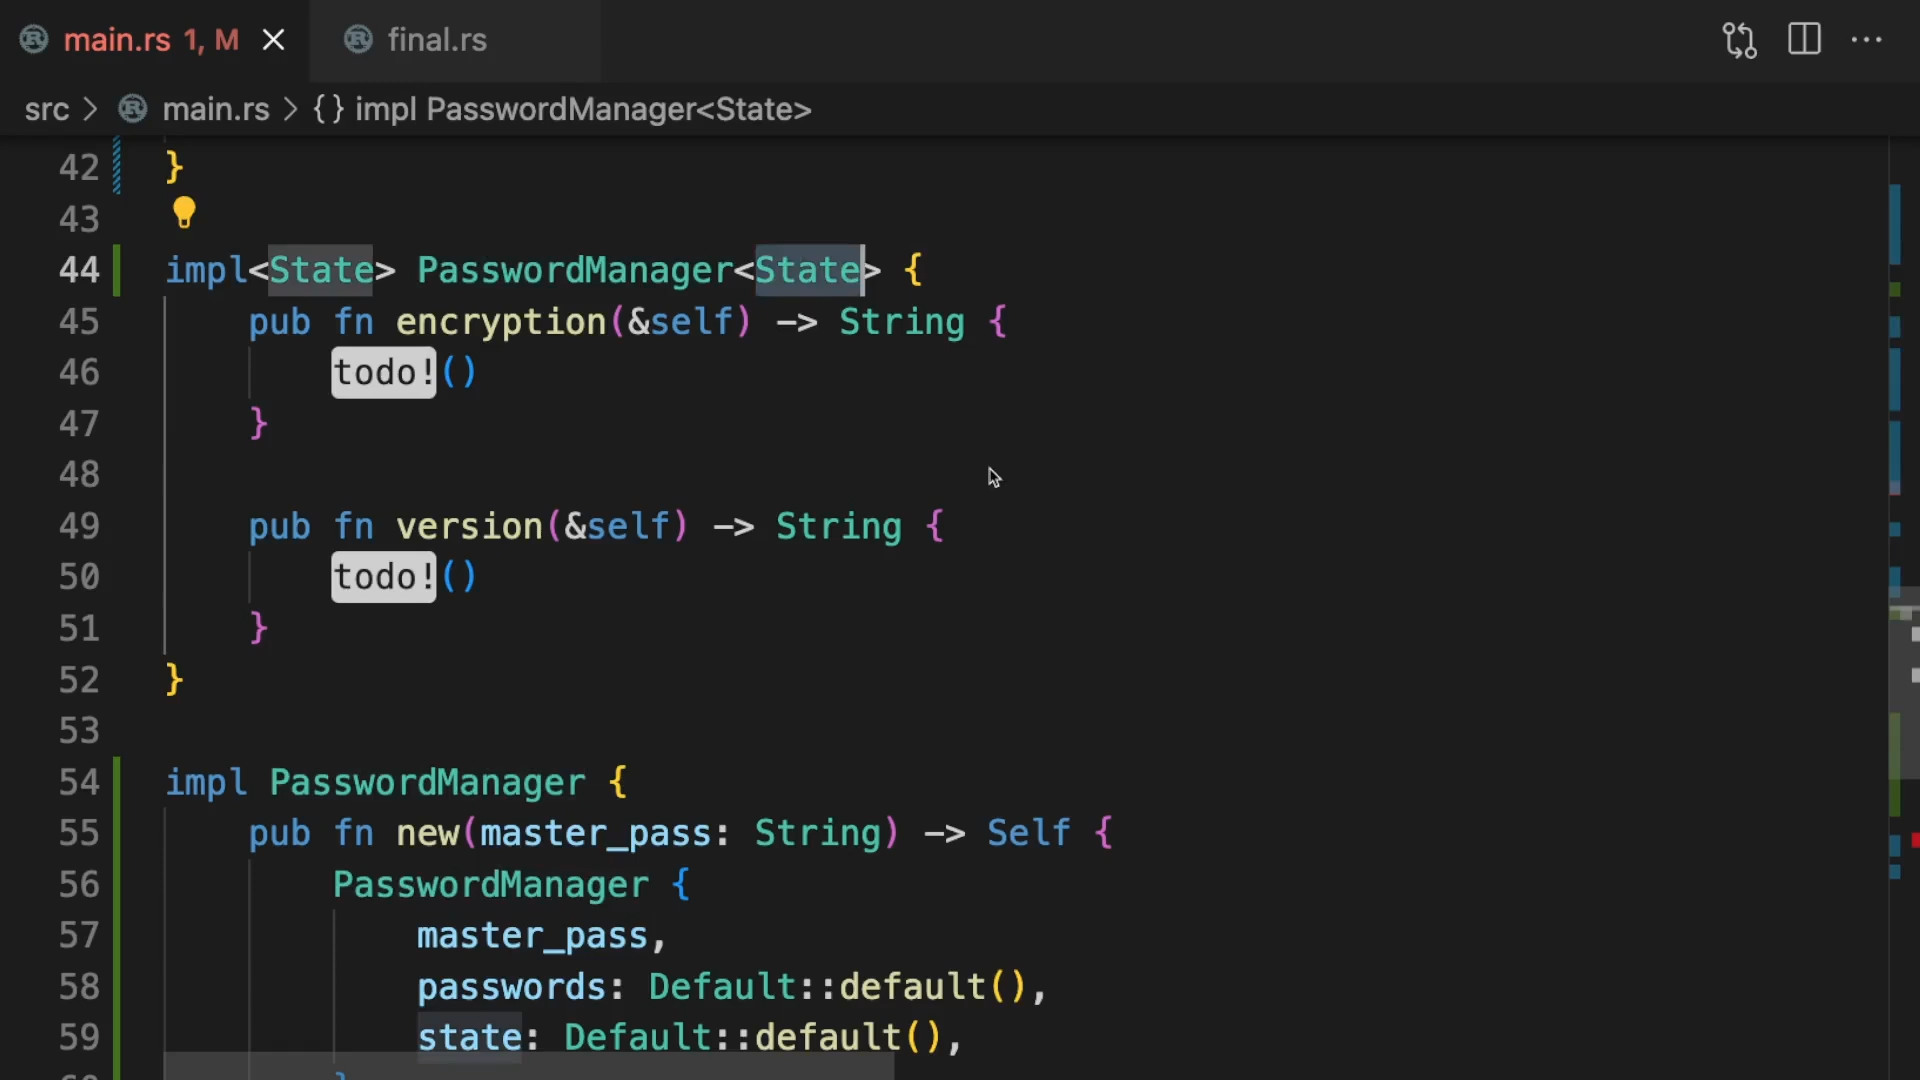 main.rs 1, M
final.rs
src > main.rs > {} impl PasswordManager<State>
42 }
43
44 impl<State> PasswordManager<State> {
45 pub fn encryption(&self) -> String {
46 todo!()
47 }
48
49 pub fn version(&self) -> String {
50 todo!()
51 }
52 }
53
54 impl PasswordManager {
55 pub fn new(master_pass: String) -> Self {
56 PasswordManager {
57 master_pass,
58 passwords: Default::default(),
59 state: Default::default(),